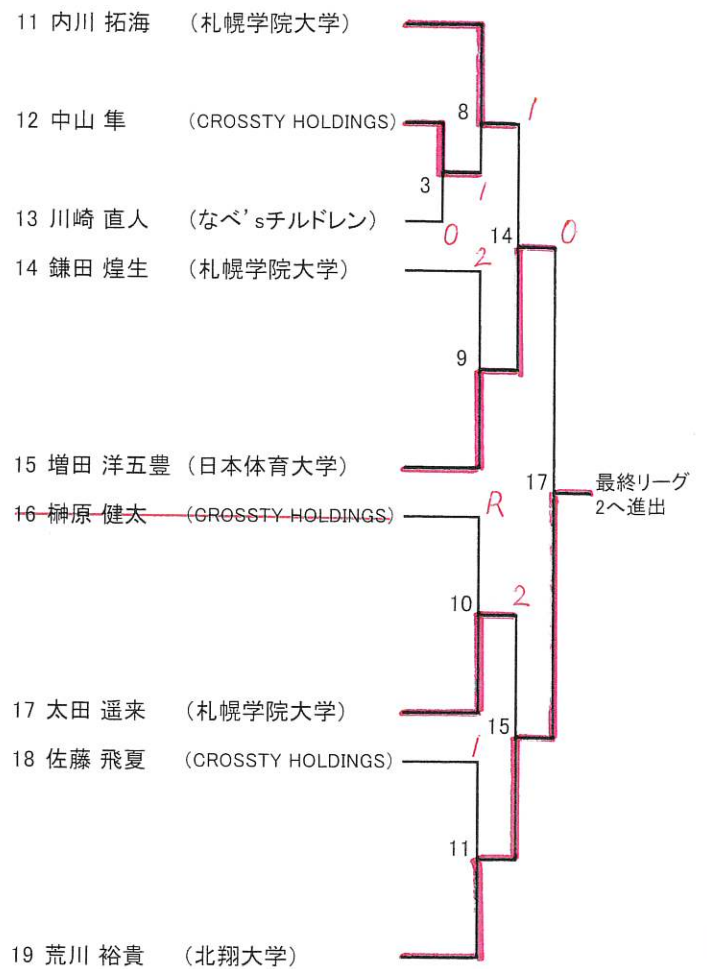 11 内川 拓海 (札幌学院大学)
12 中山 隼 (CROSSTY HOLDINGS)
8
1
3
1
13 川崎 直人 (なべ’sチルドレン)
0
14
0
14 鎌田 煌生 (札幌学院大学)
2
9
15 増田 洋五豊 (日本体育大学)
17
最終リーグ
2へ進出
16 榊原 健太 (CROSSTY HOLDINGS)
R
10
2
17 太田 遥来 (札幌学院大学)
15
18 佐藤 飛夏 (CROSSTY HOLDINGS)
1
11
19 荒川 裕貴 (北翔大学)